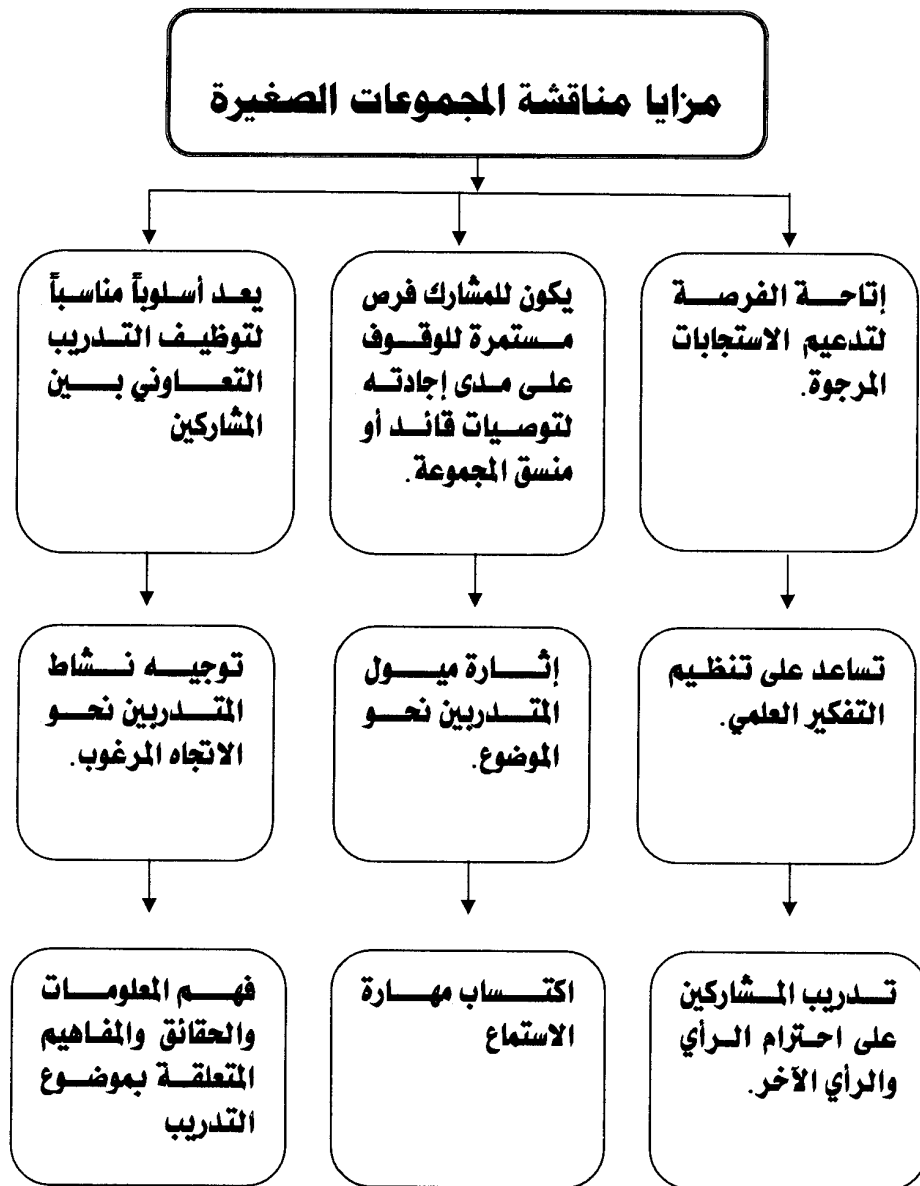 مزايا مناقشة المجموعات الصغيرة
إتاحة الفرصة
لتدعيم الاستجابات
المرجوة.
يكون للمشارك فرص
مستمرة للوقوف
على مدى إجادته
لتوصيات قائد أو
منسق المجموعة.
يعد أسلوباً مناسباً
لتوظيف التدريب
التعاوني بين
المشاركين
تساعد على تنظيم
التفكير العلمي.
إثارة ميول
المتدربين نحو
الموضوع.
توجيه نشاط
المتدربين نحو
الاتجاه المرغوب.
تدريب المشاركين
على احترام الرأي
والرأي الآخر.
اكتساب مهارة
الاستماع
فهم المعلومات
والحقائق والمفاهيم
المتعلقة بموضوع
التدريب